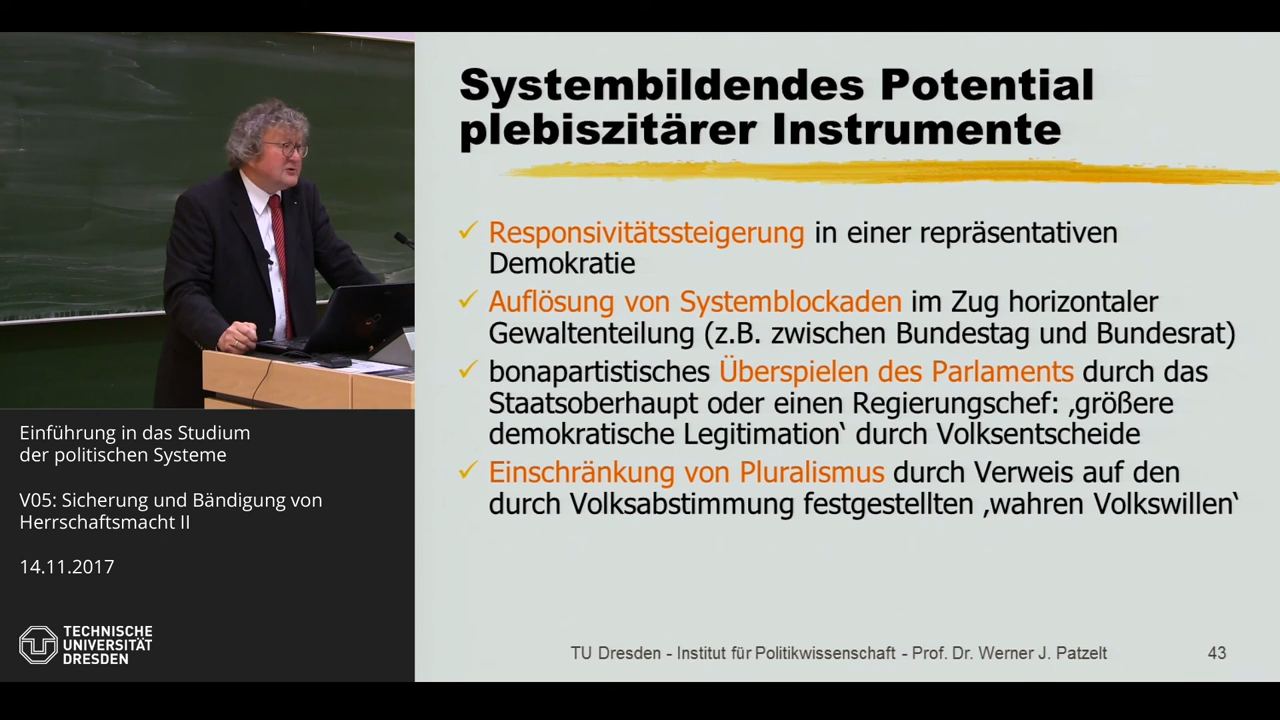 Systembildendes Potential
plebiszitärer Instrumente
Responsivitätssteigerung in einer repräsentativen
Demokratie
Auflösung von Systemblockaden im Zug horizontaler
Gewaltenteilung (z.B. zwischen Bundestag und Bundesrat)
bonapartistisches Überspielen des Parlaments durch das
Staatsoberhaupt oder einen Regierungschef: ‚größere
demokratische Legitimation‘ durch Volksentscheide
Einschränkung von Pluralismus durch Verweis auf den
durch Volksabstimmung festgestellten ‚wahren Volkswillen‘
TU Dresden - Institut für Politikwissenschaft - Prof. Dr. Werner J. Patzelt
43
Einführung in das Studium
der politischen Systeme
V05: Sicherung und Bändigung von
Herrschaftsmacht II
14.11.2017
TECHNISCHE
UNIVERSITÄT
DRESDEN